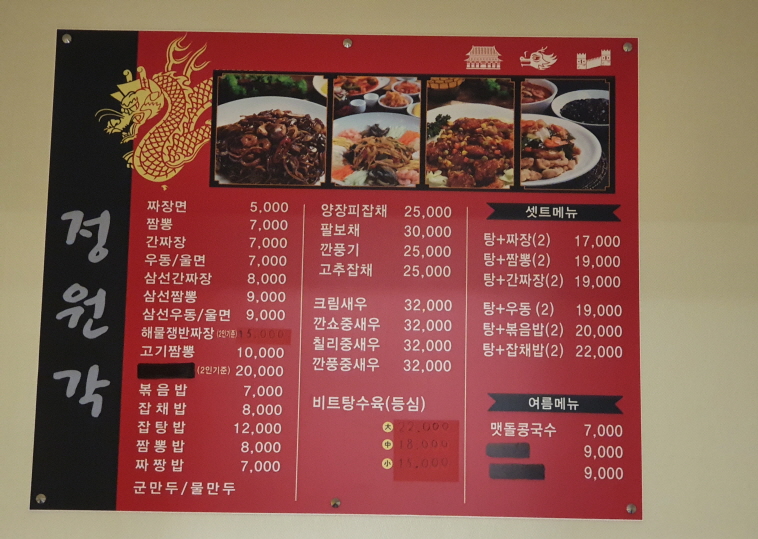 정원각
짜장면 5,000
짬뽕 7,000
간짜장 7,000
우동/울면 7,000
삼선간짜장 8,000
삼선짬뽕 9,000
삼선우동/울면 9,000
해물쟁반짜장 (2인기준)
고기짬뽕 10,000
(2인기준) 20,000
볶음밥 7,000
잡채밥 8,000
잡탕밥 12,000
짬뽕밥 8,000
짜짱밥 7,000
군만두/물만두
양장피잡채 25,000
팔보채 30,000
깐풍기 25,000
고추잡채 25,000
크림새우 32,000
깐쇼중새우 32,000
칠리중새우 32,000
깐풍중새우 32,000
비트탕수육(등심)
大 22,000
中 18,000
小 15,000
셋트메뉴
탕+짜장(2) 17,000
탕+짬뽕(2) 19,000
탕+간짜장(2) 19,000
탕+우동 (2) 19,000
탕+볶음밥(2) 20,000
탕+잡채밥(2) 22,000
여름메뉴
맷돌콩국수 7,000
9,000
9,000